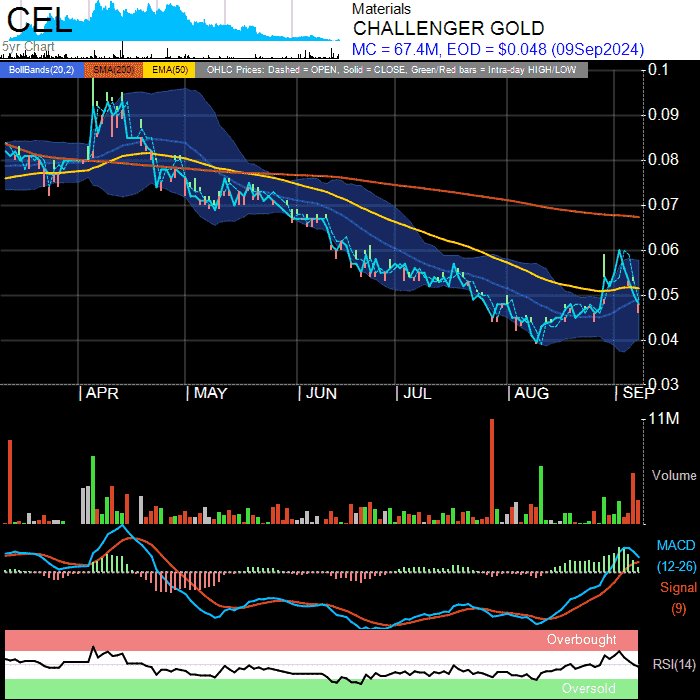 CEL
5yr Chart
Materials
CHALLENGER GOLD
MC = 67.4M, EOD = $0.048 (09Sep2024)
BollBands(20,2) SMA(200) EMA(50) OHLC Prices: Dashed = OPEN, Solid = CLOSE, Green/Red bars = Intra-day HIGH/LOW
0.1
0.09
0.08
0.07
0.06
0.05
0.04
0.03
APR MAY JUN JUL AUG SEP
11M
Volume
MACD
(12-26)
Signal
(9)
Overbought
RSI(14)
Oversold